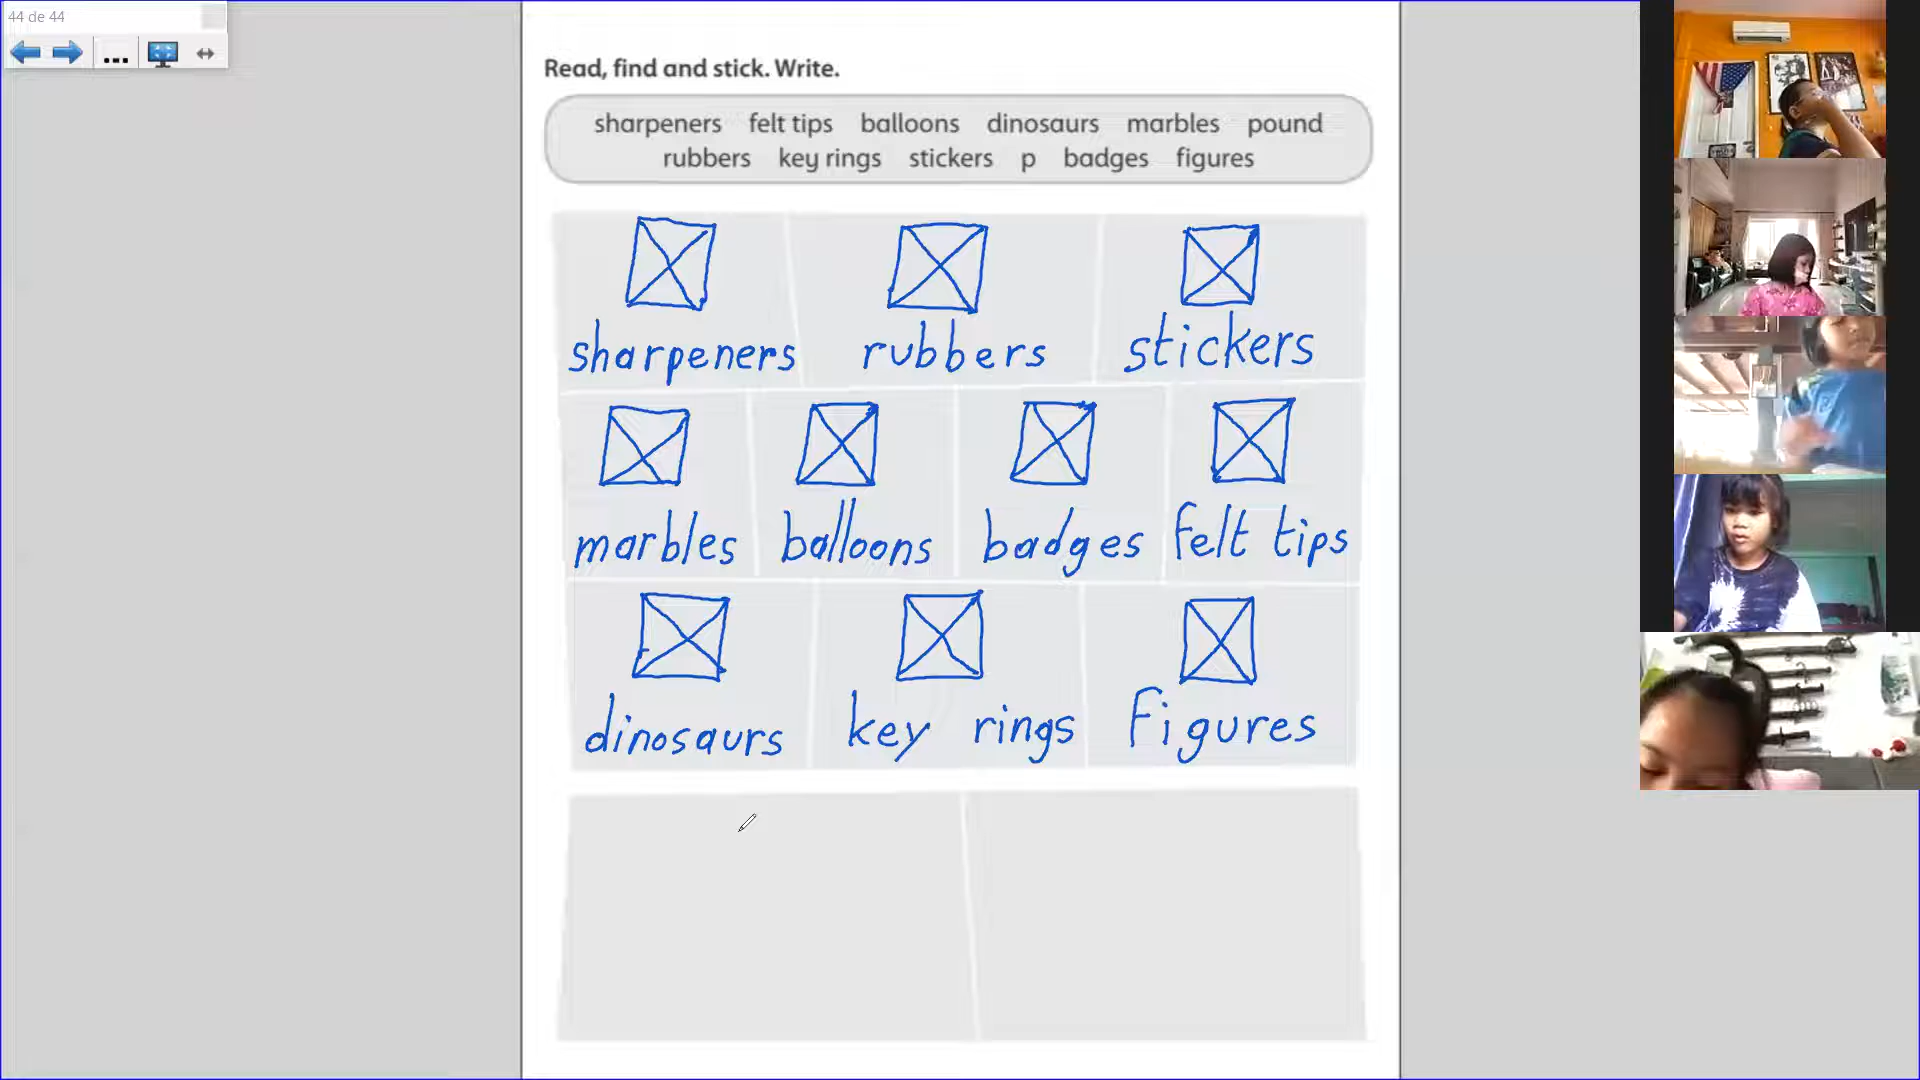 44 de 44
...
Read, find and stick. Write.
sharpeners felt tips balloons dinosaurs marbles pound
rubbers key rings stickers p badges figures
sharpeners rubbers stickers
marbles balloons badges felt tips
dinosaurs key rings figures